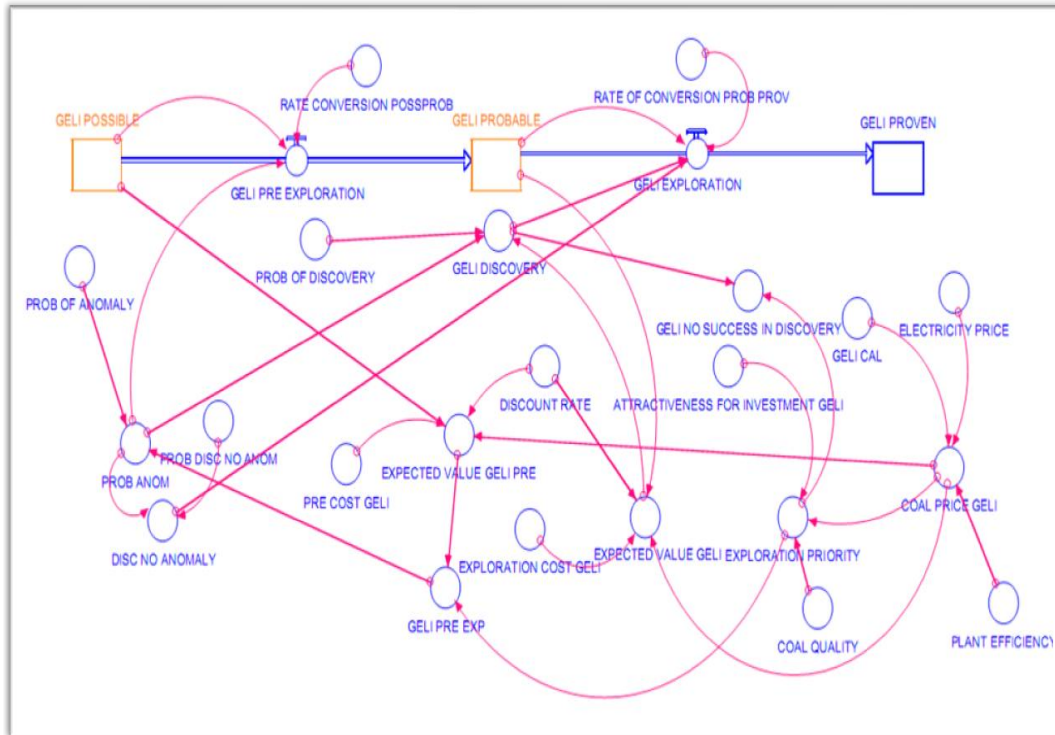 RATE CONVERSION POSSPROB
RATE OF CONVERSION PROB PROV
GELI POSSIBLE
GELI PROBABLE
GELI PROVEN
GELI PRE EXPLORATION
GELI EXPLORATION
PROB OF DISCOVERY
GELI DISCOVERY
PROB OF ANOMALY
GELI NO SUCCESS IN DISCOVERY
ELECTRICITY PRICE
GELI CAL
DISCOUNT RATE
ATTRACTIVENESS FOR INVESTMENT GELI
PROB DISC NO ANOM
PROB ANOM
EXPECTED VALUE GELI PRE
PRE COST GELI
COAL PRICE GELI
DISC NO ANOMALY
EXPLORATION COST GELI
EXPECTED VALUE GELI
EXPLORATION PRIORITY
GELI PRE EXP
COAL QUALITY
PLANT EFFICIENCY